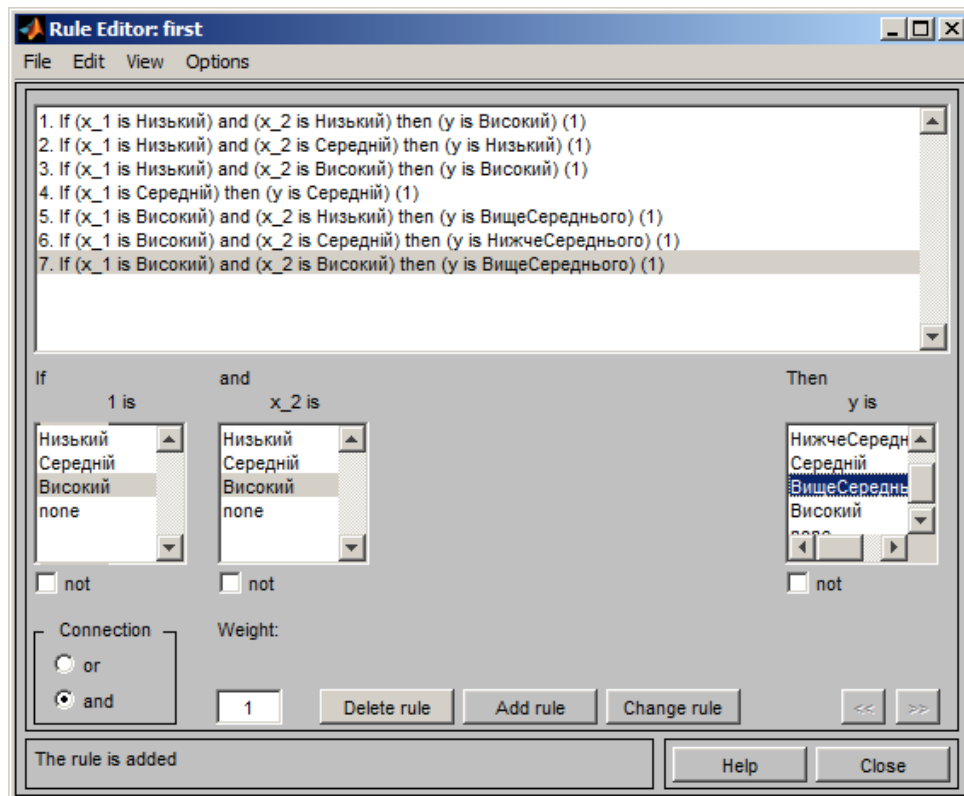 Rule Editor: first
File Edit View Options
1. If (x_1 is Низький) and (x_2 is Низький) then (y is Високий) (1)
2. If (x_1 is Низький) and (x_2 is Середній) then (y is Низький) (1)
3. If (x_1 is Низький) and (x_2 is Високий) then (y is Високий) (1)
4. If (x_1 is Середній) then (y is Середній) (1)
5. If (x_1 is Високий) and (x_2 is Низький) then (y is ВищеСереднього) (1)
6. If (x_1 is Високий) and (x_2 is Середній) then (y is НижчеСереднього) (1)
7. If (x_1 is Високий) and (x_2 is Високий) then (y is ВищеСереднього) (1)
If and Then
1 is x_2 is y is
Низький Низький НижчеСередн
Середній Середній Середній
Високий Високий ВищеСереднь
none none Високий
none
not not not
Connection Weight:
or
and 1 Delete rule Add rule Change rule << >>
The rule is added Help Close